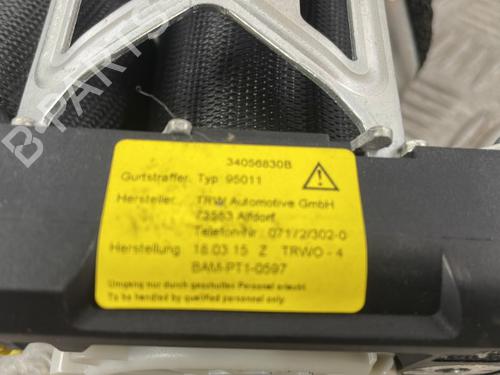 B-PARTS
34056830B
Gurtstraffer, Typ 95011
Hersteller TRW Automotive GmbH
73553 Alfdorf
Telefon-Nr. 07172/302-0
Herstellung 18.03.15 Z TRWO - 4
BAM-PT1-0597
Umgang nur durch geschultes Personal erlaubt
To be handled by qualified personnel only.